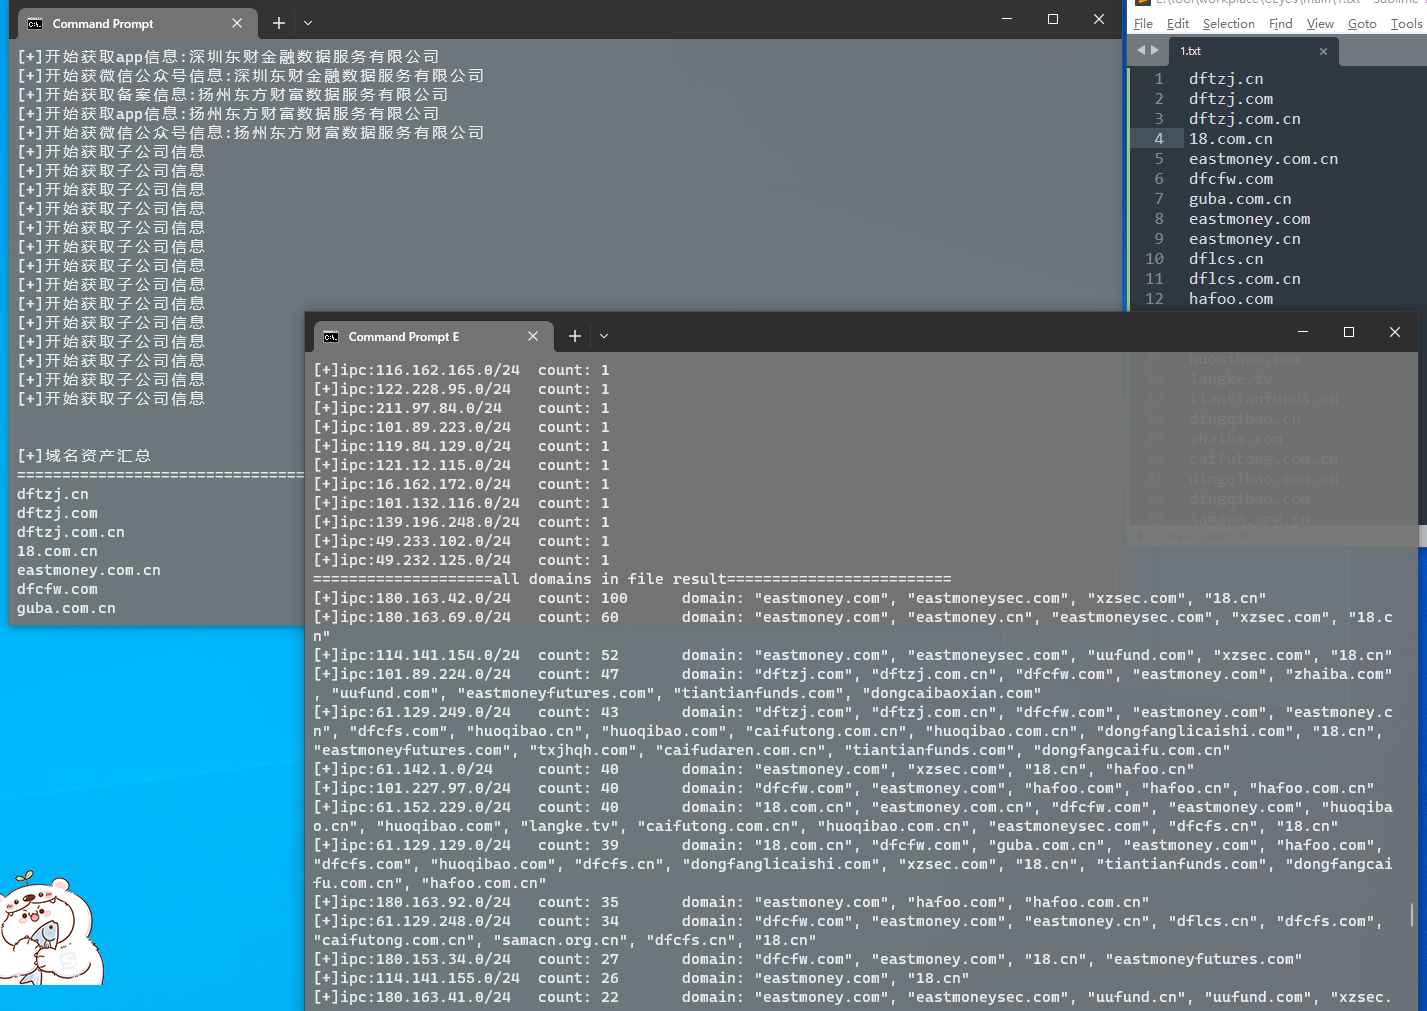 Command Prompt
[+]开始获取app信息:深圳东财金融数据服务有限公司
[+]开始获微信公众号信息:深圳东财金融数据服务有限公司
[+]开始获取备案信息:扬州东方财富数据服务有限公司
[+]开始获取app信息:扬州东方财富数据服务有限公司
[+]开始获微信公众号信息:扬州东方财富数据服务有限公司
[+]开始获取子公司信息
[+]开始获取子公司信息
[+]开始获取子公司信息
[+]开始获取子公司信息
[+]开始获取子公司信息
[+]开始获取子公司信息
[+]开始获取子公司信息
[+]开始获取子公司信息
[+]开始获取子公司信息
[+]开始获取子公司信息
[+]开始获取子公司信息
[+]开始获取子公司信息
[+]开始获取子公司信息
[+]开始获取子公司信息
[+]域名资产汇总
================================
dftzj.cn
dftzj.com
dftzj.com.cn
18.com.cn
eastmoney.com.cn
dfcfw.com
guba.com.cn
File Edit Selection Find View Goto Tools
1.txt
1 dftzj.cn
2 dftzj.com
3 dftzj.com.cn
4 18.com.cn
5 eastmoney.com.cn
6 dfcfw.com
7 guba.com.cn
8 eastmoney.com
9 eastmoney.cn
10 dflcs.cn
11 dflcs.com.cn
12 hafoo.com
huoqibao.com
16 langke.tv
17 tiantianfunds.cn
18 dingqibao.cn
19 zhaiba.com
20 caifutong.com.cn
21 dingqibao.com.cn
22 dingqibao.com
23 samacn.org.cn
Command Prompt E
[+]ipc:116.162.165.0/24 count: 1
[+]ipc:122.228.95.0/24 count: 1
[+]ipc:211.97.84.0/24 count: 1
[+]ipc:101.89.223.0/24 count: 1
[+]ipc:119.84.129.0/24 count: 1
[+]ipc:121.12.115.0/24 count: 1
[+]ipc:16.162.172.0/24 count: 1
[+]ipc:101.132.116.0/24 count: 1
[+]ipc:139.196.248.0/24 count: 1
[+]ipc:49.233.102.0/24 count: 1
[+]ipc:49.232.125.0/24 count: 1
====================all domains in file result=========================
[+]ipc:180.163.42.0/24 count: 100 domain: "eastmoney.com", "eastmoneysec.com", "xzsec.com", "18.cn"
[+]ipc:180.163.69.0/24 count: 60 domain: "eastmoney.com", "eastmoney.cn", "eastmoneysec.com", "xzsec.com", "18.c
n"
[+]ipc:114.141.154.0/24 count: 52 domain: "eastmoney.com", "eastmoneysec.com", "uufund.com", "xzsec.com", "18.cn"
[+]ipc:101.89.224.0/24 count: 47 domain: "dftzj.com", "dftzj.com.cn", "dfcfw.com", "eastmoney.com", "zhaiba.com"
, "uufund.com", "eastmoneyfutures.com", "tiantianfunds.com", "dongcaibaoxian.com"
[+]ipc:61.129.249.0/24 count: 43 domain: "dftzj.com", "dftzj.com.cn", "dfcfw.com", "eastmoney.com", "eastmoney.c
n", "dfcfs.com", "huoqibao.cn", "huoqibao.com", "caifutong.com.cn", "huoqibao.com.cn", "dongfanglicaishi.com", "18.cn",
"eastmoneyfutures.com", "txjhqh.com", "caifudaren.com.cn", "tiantianfunds.com", "dongfangcaifu.com.cn"
[+]ipc:61.142.1.0/24 count: 40 domain: "eastmoney.com", "xzsec.com", "18.cn", "hafoo.cn"
[+]ipc:101.227.97.0/24 count: 40 domain: "dfcfw.com", "eastmoney.com", "hafoo.com", "hafoo.cn", "hafoo.com.cn"
[+]ipc:61.152.229.0/24 count: 40 domain: "18.com.cn", "eastmoney.com.cn", "dfcfw.com", "eastmoney.com", "huoqiba
o.cn", "huoqibao.com", "langke.tv", "caifutong.com.cn", "huoqibao.com.cn", "eastmoneysec.com", "dfcfs.cn", "18.cn"
[+]ipc:61.129.129.0/24 count: 39 domain: "18.com.cn", "dfcfw.com", "guba.com.cn", "eastmoney.com", "hafoo.com",
"dfcfs.com", "huoqibao.com", "dfcfs.cn", "dongfanglicaishi.com", "xzsec.com", "18.cn", "tiantianfunds.com", "dongfangcai
fu.com.cn", "hafoo.com.cn"
[+]ipc:180.163.92.0/24 count: 35 domain: "eastmoney.com", "hafoo.com", "hafoo.com.cn"
[+]ipc:61.129.248.0/24 count: 34 domain: "dfcfw.com", "eastmoney.com", "eastmoney.cn", "dflcs.cn", "dfcfs.com",
"caifutong.com.cn", "samacn.org.cn", "dfcfs.cn", "18.cn"
[+]ipc:180.153.34.0/24 count: 27 domain: "dfcfw.com", "eastmoney.com", "18.cn", "eastmoneyfutures.com"
[+]ipc:114.141.155.0/24 count: 26 domain: "eastmoney.com", "18.cn"
[+]ipc:180.163.41.0/24 count: 22 domain: "eastmoney.com", "eastmoneysec.com", "uufund.cn", "uufund.com", "xzsec.